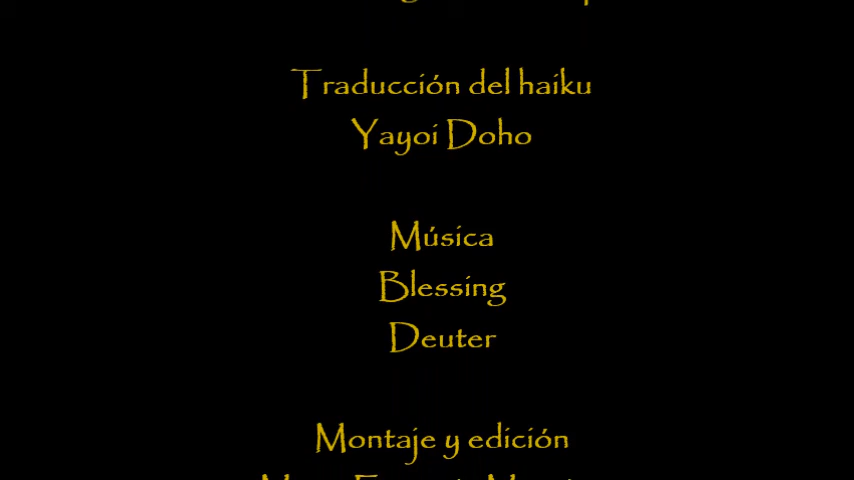 Traducción del haiku
Yayoi Doho
Música
Blessing
Deuter
Montaje y edición